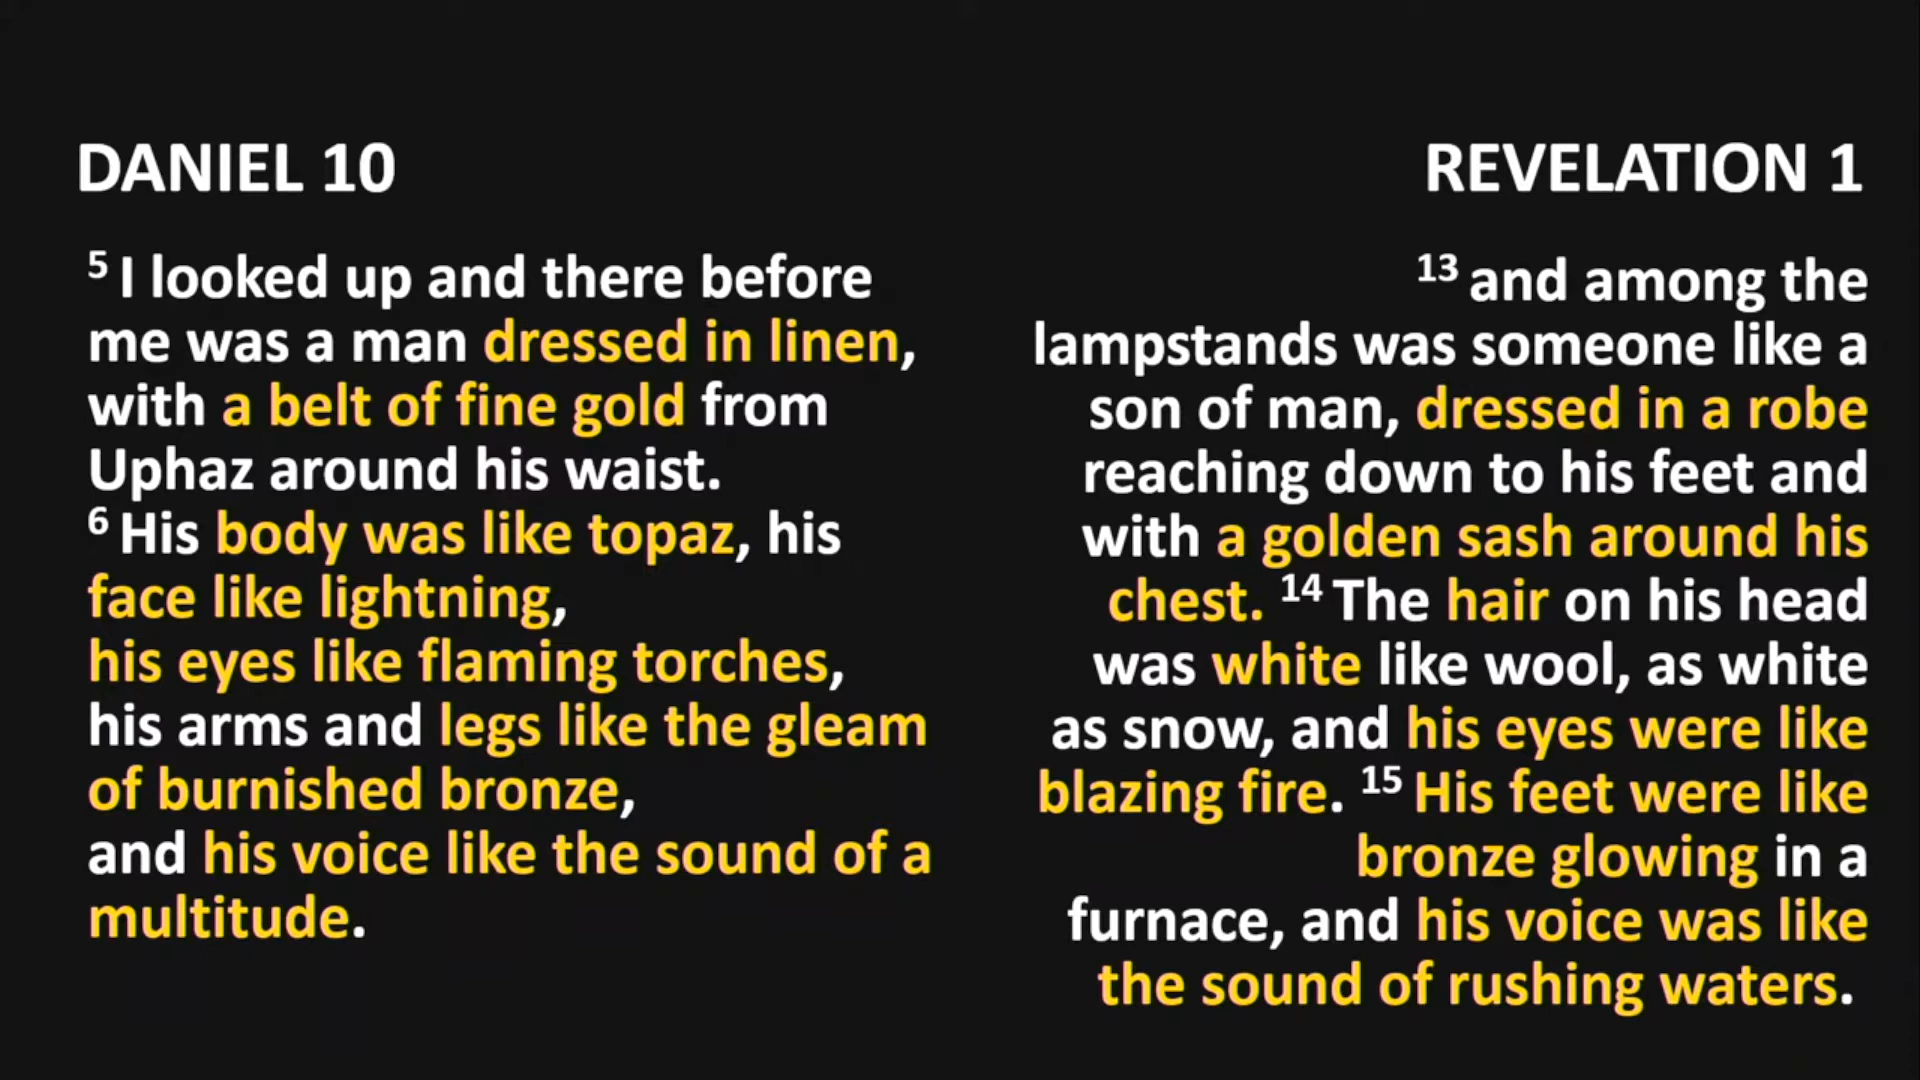 DANIEL 10
5 I looked up and there before
me was a man dressed in linen,
with a belt of fine gold from
Uphaz around his waist.
6 His body was like topaz, his
face like lightning,
his eyes like flaming torches,
his arms and legs like the gleam
of burnished bronze,
and his voice like the sound of a
multitude.
REVELATION 1
13 and among the
lampstands was someone like a
son of man, dressed in a robe
reaching down to his feet and
with a golden sash around his
chest. 14 The hair on his head
was white like wool, as white
as snow, and his eyes were like
blazing fire. 15 His feet were like
bronze glowing in a
furnace, and his voice was like
the sound of rushing waters.